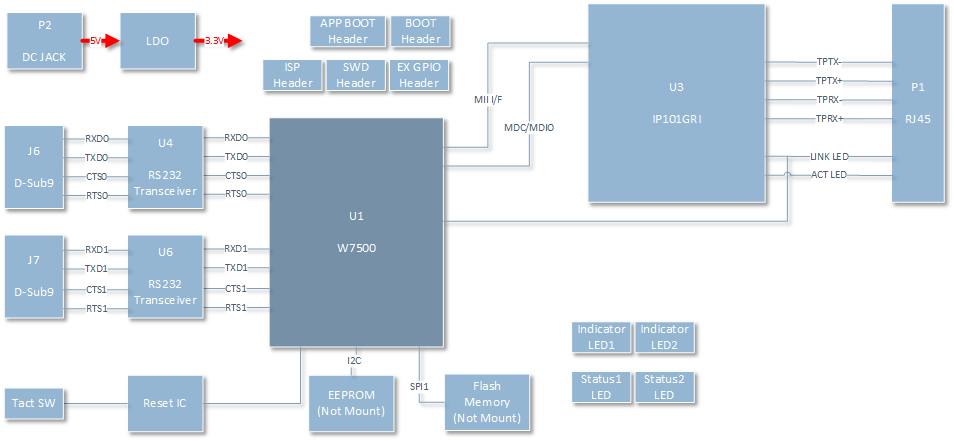 P2
DC JACK
5V
LDO
3.3V
APP BOOT
Header
BOOT
Header
ISP
Header
SWD
Header
EX GPIO
Header
U3
IP101GRI
P1
RJ45
TPTX-
TPTX+
TPRX-
TPRX+
LINK LED
ACT LED
MII I/F
MDC/MDIO
J6
D-Sub9
RXD0
TXD0
CTS0
RTS0
U4
RS232
Transceiver
RXD0
TXD0
CTS0
RTS0
U1
W7500
J7
D-Sub9
RXD1
TXD1
CTS1
RTS1
U6
RS232
Transceiver
RXD1
TXD1
CTS1
RTS1
I2C
SPI1
Tact SW
Reset IC
EEPROM
(Not Mount)
Flash
Memory
(Not Mount)
Indicator
LED1
Indicator
LED2
Status1
LED
Status2
LED